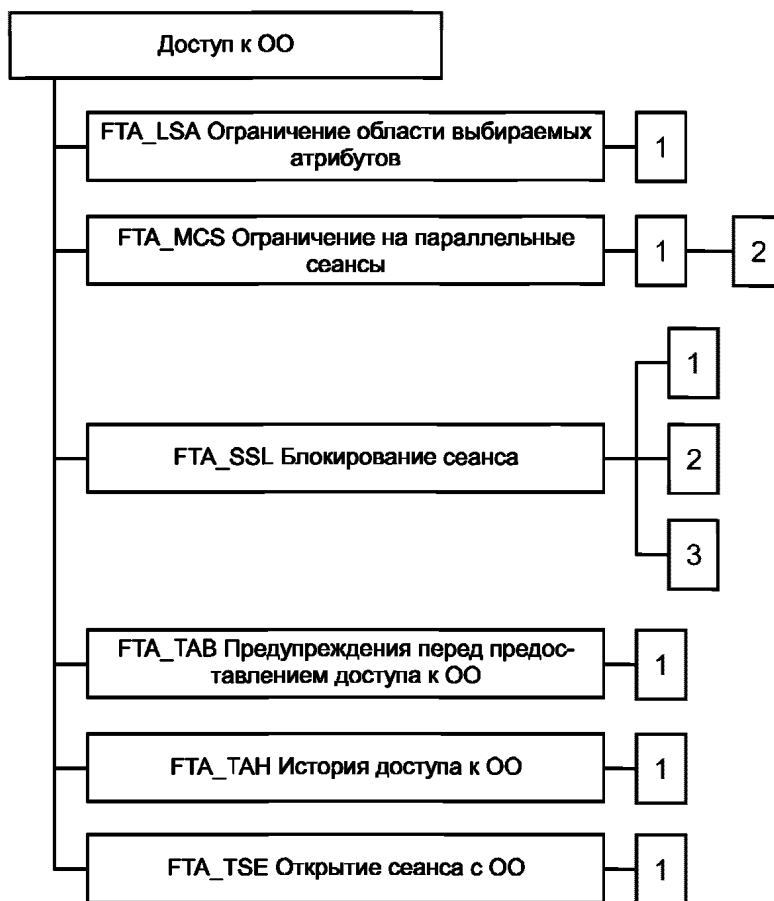 Доступ к ОО
FTA_LSA Ограничение области выбираемых
атрибутов
1
FTA_MCS Ограничение на параллельные
сеансы
1
2
1
FTA_SSL Блокирование сеанса
2
3
FTA_TAB Предупреждения перед предос-
тавлением доступа к ОО
1
FTA_TAH История доступа к ОО
1
FTA_TSE Открытие сеанса с ОО
1